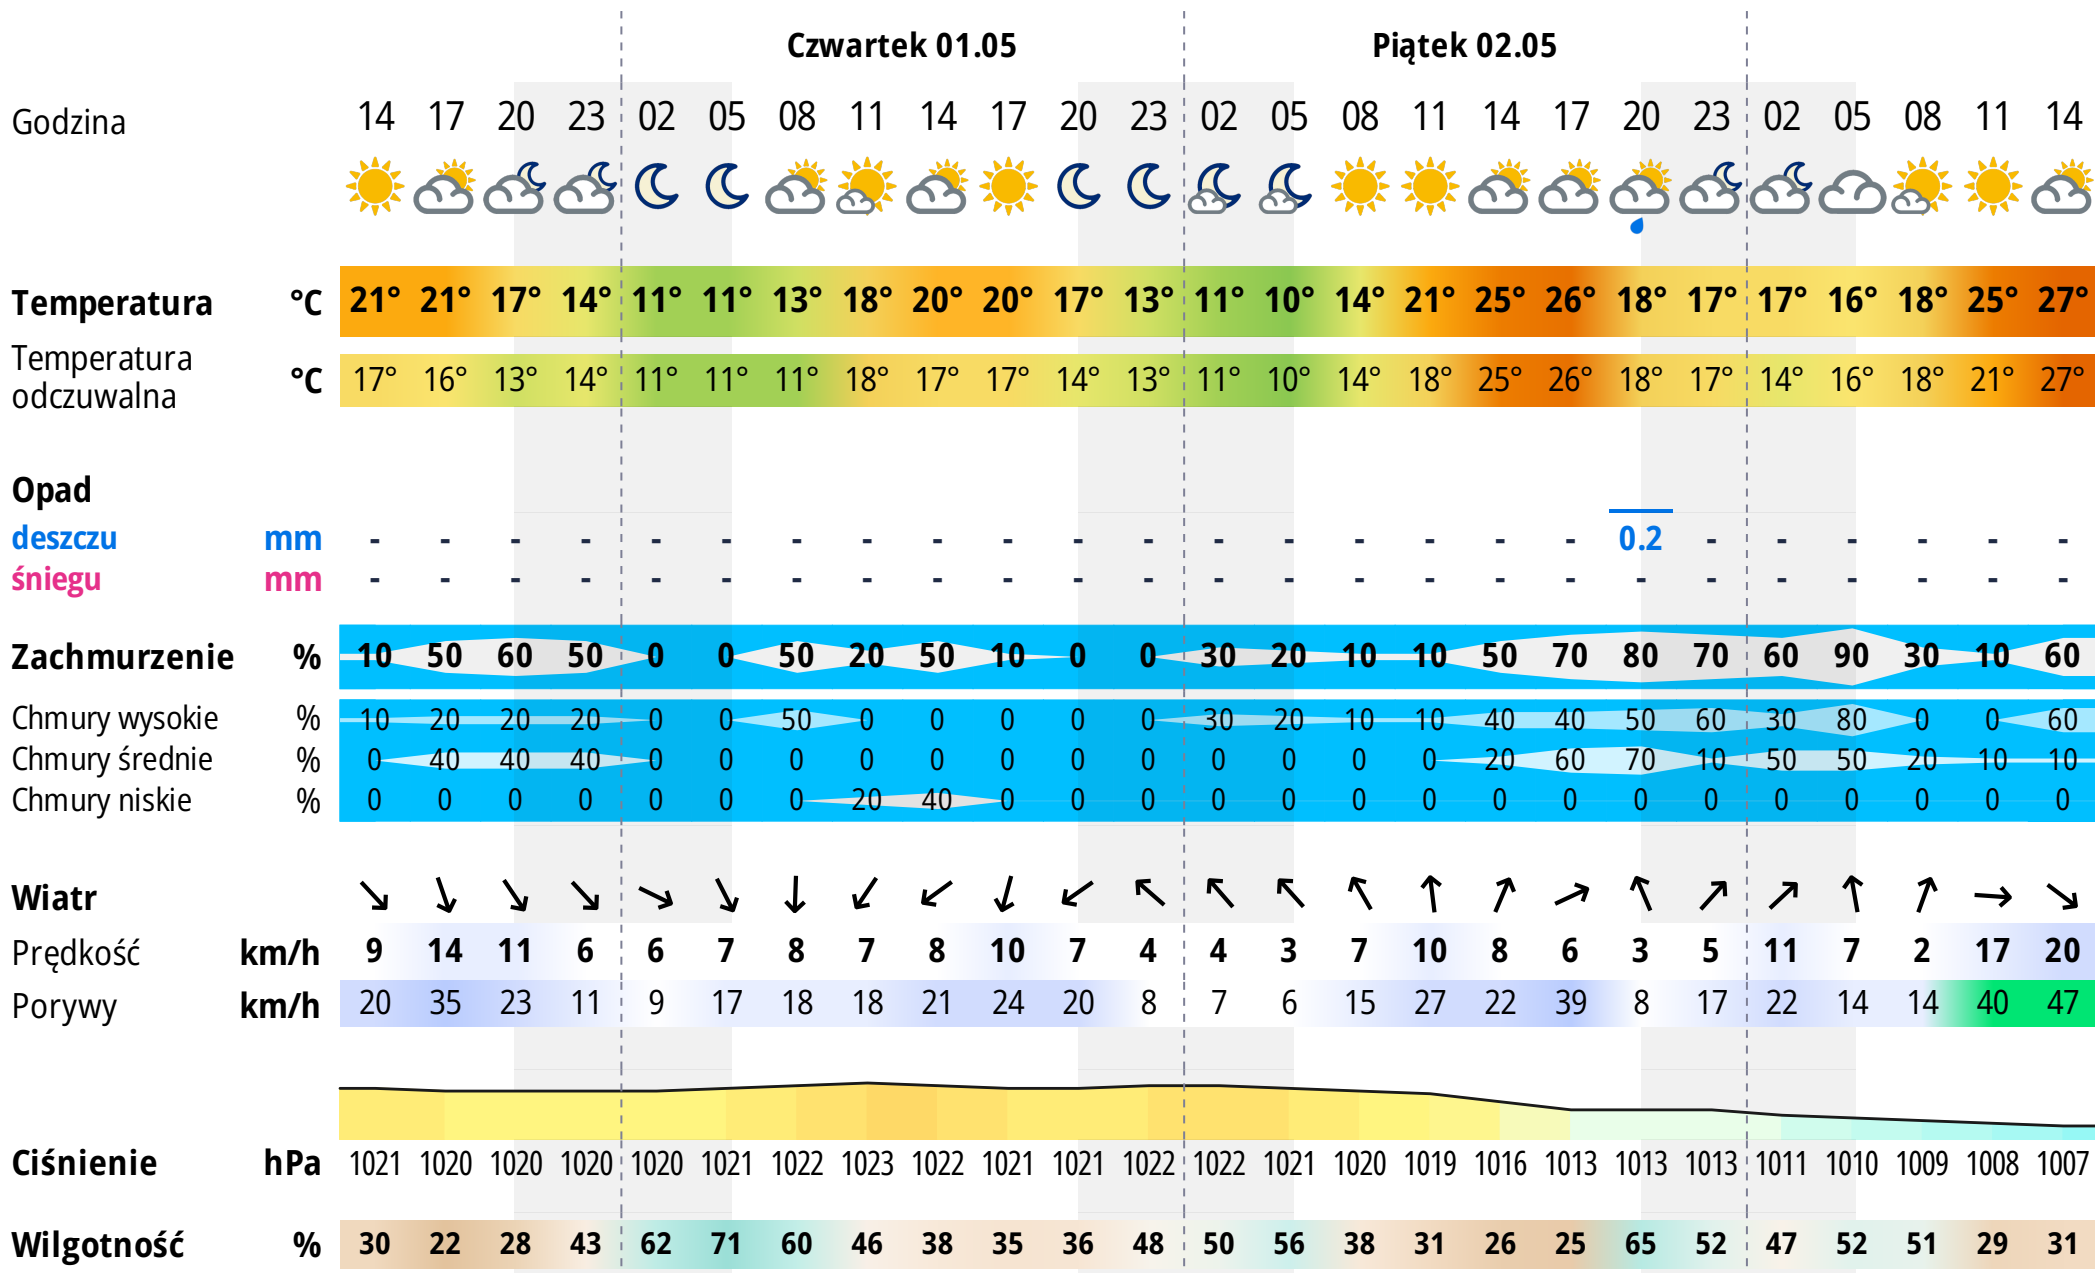 Czwartek 01.05 Piątek 02.05
Godzina 14 17 20 23 02 05 08 11 14 17 20 23 02 05 08 11 14 17 20 23 02 05 08 11 14
Temperatura °C 21° 21° 17° 14° 11° 11° 13° 18° 20° 20° 17° 13° 11° 10° 14° 21° 25° 26° 18° 17° 17° 16° 18° 25° 27°
Temperatura
odczuwalna °C 17° 16° 13° 14° 11° 11° 11° 18° 17° 17° 14° 13° 11° 10° 14° 18° 25° 26° 18° 17° 14° 16° 18° 21° 27°
Opad
deszczu mm - - - - - - - - - - - - - - - - - - 0.2 - - - - - -
śniegu mm - - - - - - - - - - - - - - - - - - - - - - - - -
Zachmurzenie % 10 50 60 50 0 0 50 20 50 10 0 0 30 20 10 10 50 70 80 70 60 90 30 10 60
Chmury wysokie % 10 20 20 20 0 0 50 0 0 0 0 0 30 20 10 10 40 40 50 60 30 80 0 0 60
Chmury średnie % 0 40 40 40 0 0 0 0 0 0 0 0 0 0 0 0 20 60 70 10 50 50 20 10 10
Chmury niskie % 0 0 0 0 0 0 0 20 40 0 0 0 0 0 0 0 0 0 0 0 0 0 0 0 0
Wiatr
Prędkość km/h 9 14 11 6 6 7 8 7 8 10 7 4 4 3 7 10 8 6 3 5 11 7 2 17 20
Porywy km/h 20 35 23 11 9 17 18 18 21 24 20 8 7 6 15 27 22 39 8 17 22 14 14 40 47
Ciśnienie hPa 1021 1020 1020 1020 1020 1021 1022 1023 1022 1021 1021 1022 1022 1021 1020 1019 1016 1013 1013 1013 1011 1010 1009 1008 1007
Wilgotność % 30 22 28 43 62 71 60 46 38 35 36 48 50 56 38 31 26 25 65 52 47 52 51 29 31